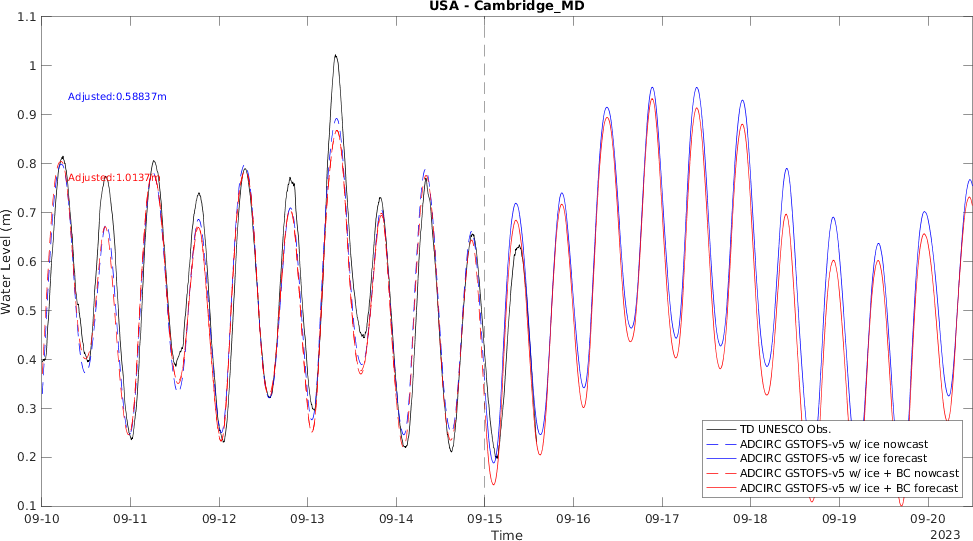 USA - Cambridge_MD
1.1
1
0.9
0.8
0.7
0.6
0.5
0.4
0.3
0.2
0.1
Water Level (m)
Adjusted:0.58837m
Adjusted:1.0137m
TD UNESCO Obs.
ADCIRC GSTOFS-v5 w/ ice nowcast
ADCIRC GSTOFS-v5 w/ ice forecast
ADCIRC GSTOFS-v5 w/ ice + BC nowcast
ADCIRC GSTOFS-v5 w/ ice + BC forecast
09-10 09-11 09-12 09-13 09-14 09-15 09-16 09-17 09-18 09-19 09-20
Time
2023